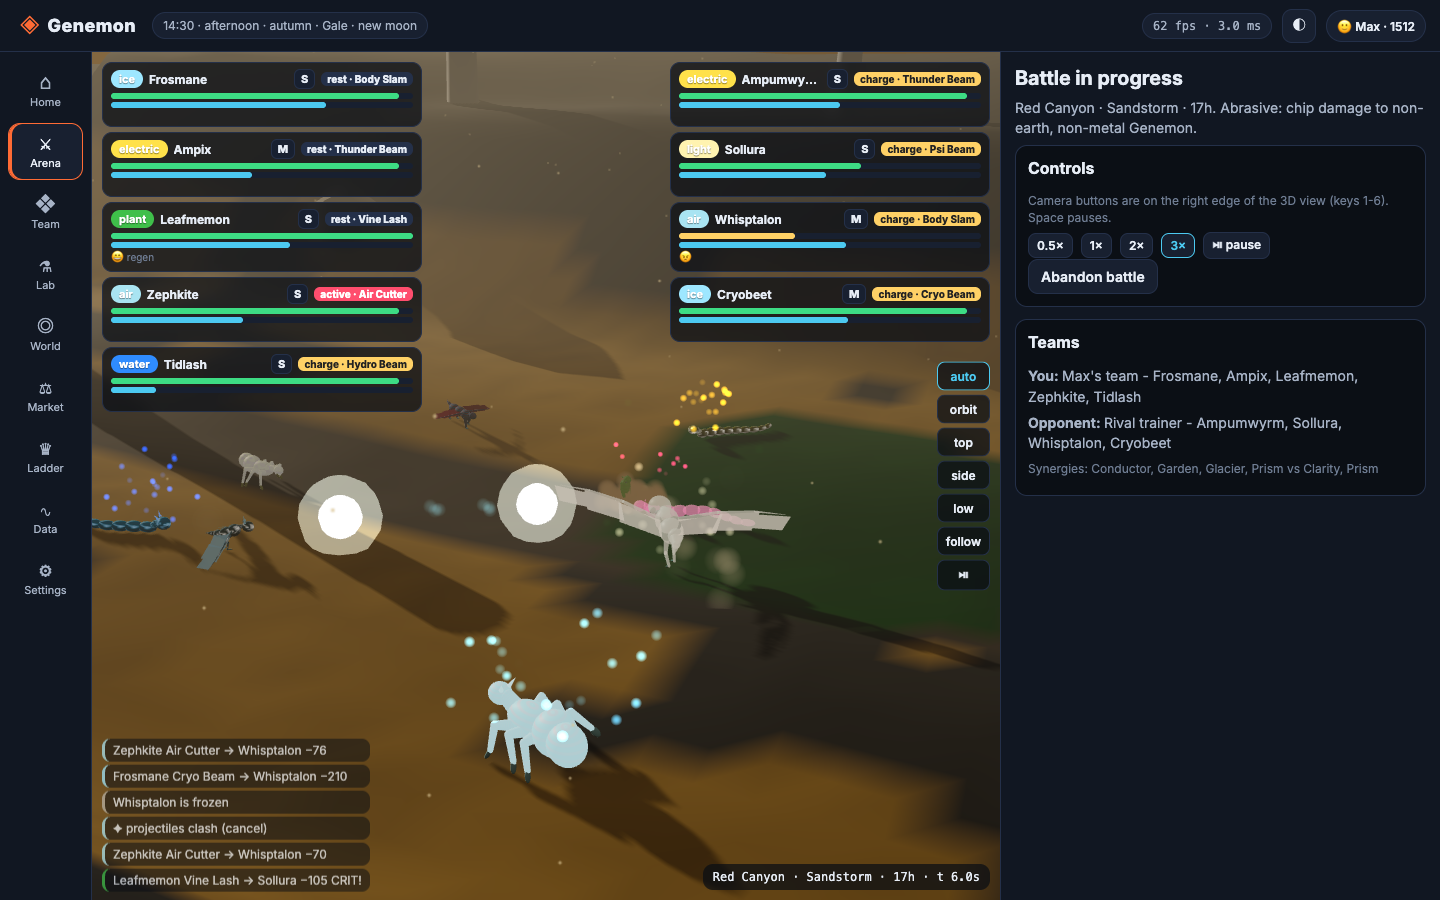 Genemon
14:30 · afternoon · autumn · Gale · new moon
62 fps · 3.0 ms
Max · 1512
Home
Arena
Team
Lab
World
Market
Ladder
Data
Settings
ice Frosmane S rest · Body Slam
electric Ampix M rest · Thunder Beam
plant Leafmemon S rest · Vine Lash
regen
air Zephkite S active · Air Cutter
water Tidlash S charge · Hydro Beam
electric Ampumwy... S charge · Thunder Beam
light Sollura S charge · Psi Beam
air Whisptalon M charge · Body Slam
ice Cryobeet M charge · Cryo Beam
auto
orbit
top
side
low
follow
Zephkite Air Cutter → Whisptalon −76
Frosmane Cryo Beam → Whisptalon −210
Whisptalon is frozen
✦ projectiles clash (cancel)
Zephkite Air Cutter → Whisptalon −70
Leafmemon Vine Lash → Sollura −105 CRIT!
Red Canyon · Sandstorm · 17h · t 6.0s
Battle in progress
Red Canyon · Sandstorm · 17h. Abrasive: chip damage to non-
earth, non-metal Genemon.
Controls
Camera buttons are on the right edge of the 3D view (keys 1-6).
Space pauses.
0.5× 1× 2× 3× ⏯ pause
Abandon battle
Teams
You: Max's team - Frosmane, Ampix, Leafmemon,
Zephkite, Tidlash
Opponent: Rival trainer - Ampumwyrm, Sollura,
Whisptalon, Cryobeet
Synergies: Conductor, Garden, Glacier, Prism vs Clarity, Prism